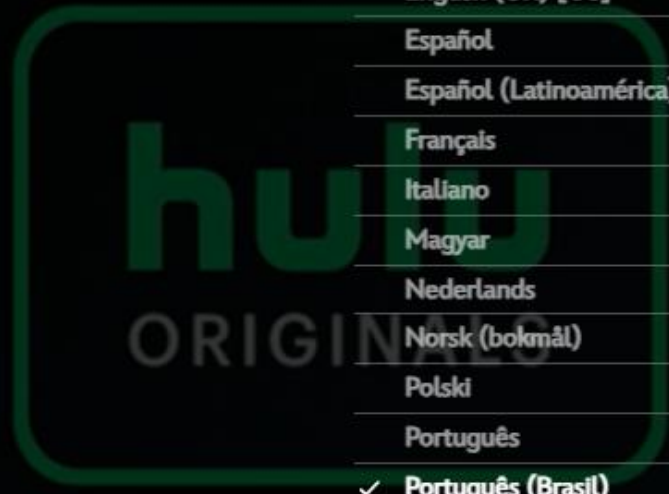 Español
Español (Latinoamérica)
Français
Italiano
Magyar
Nederlands
Norsk (bokmål)
Polski
Português
✓ Português (Brasil)
hulu
ORIGINALS